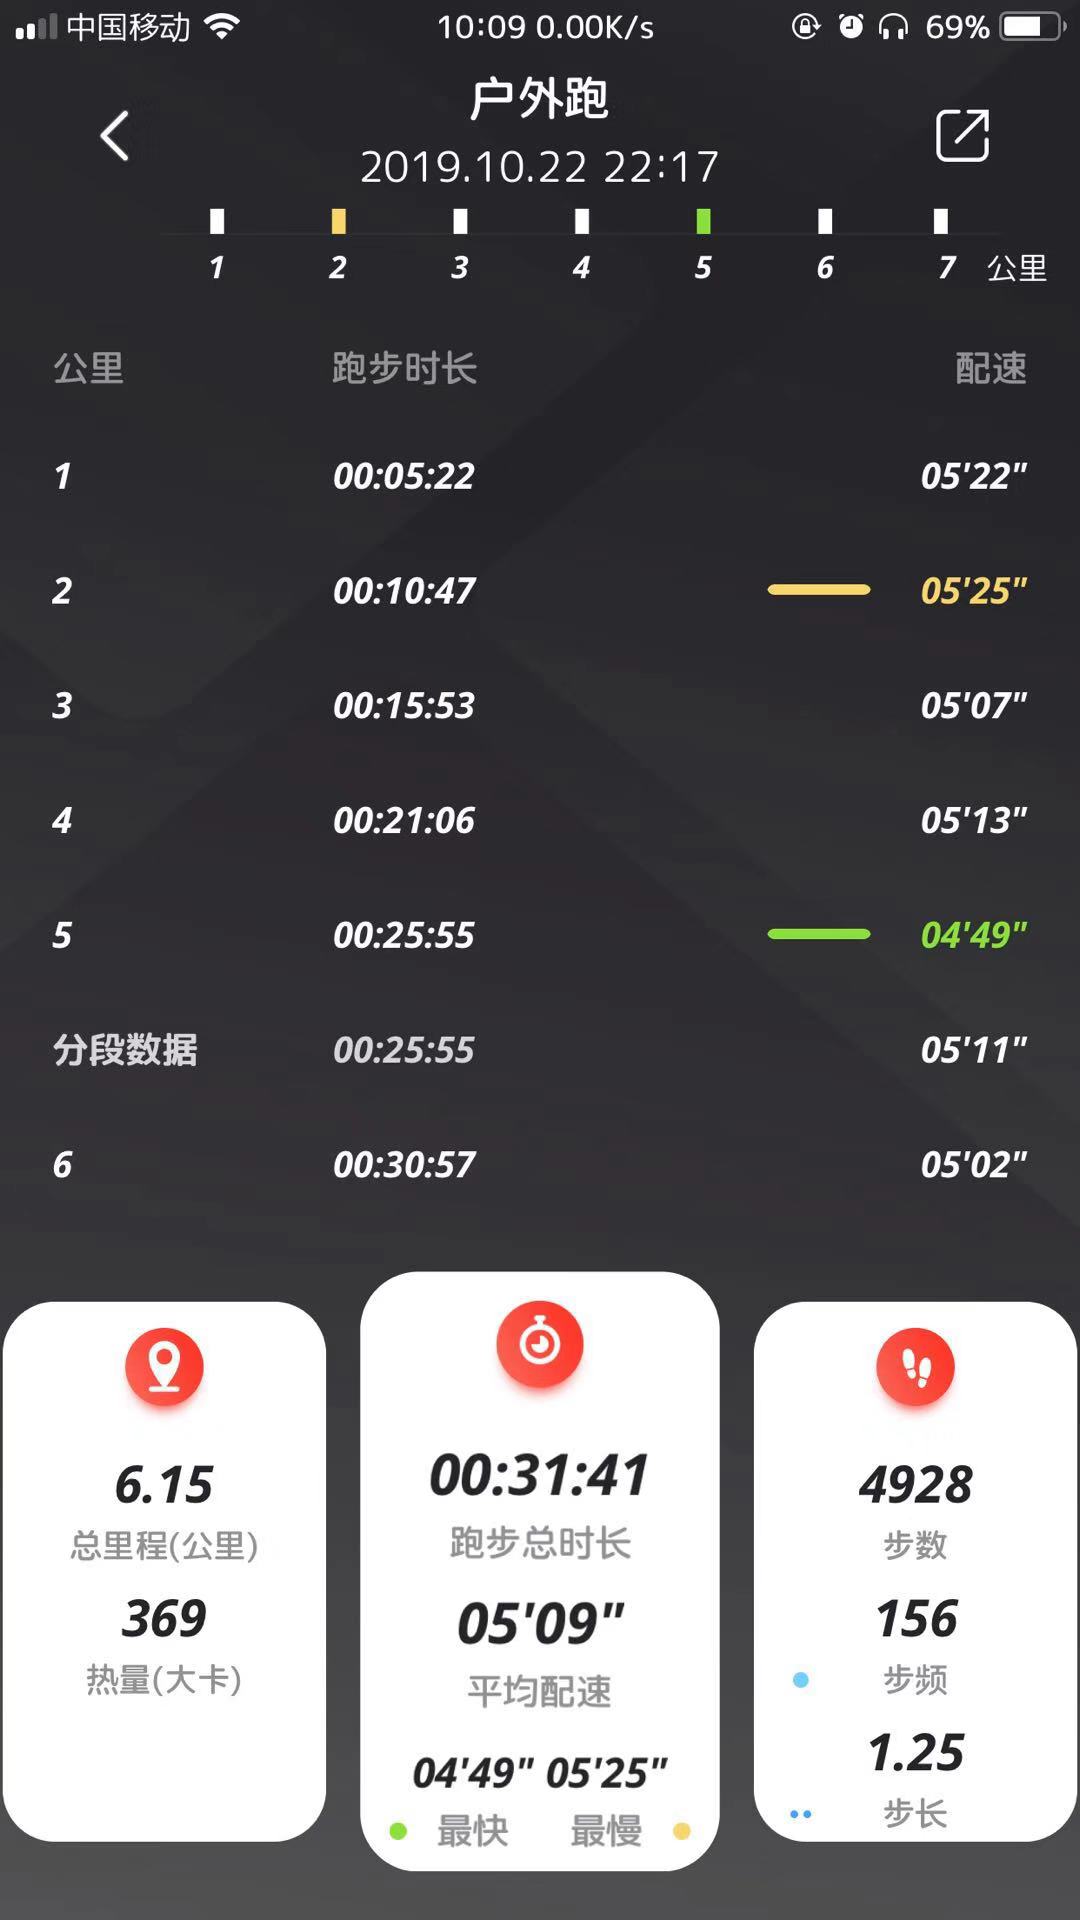 中国移动 10:09 0.00K/s 69%
户外跑
2019.10.22 22:17
1 2 3 4 5 6 7 公里
公里 跑步时长 配速
1 00:05:22 05'22"
2 00:10:47 05'25"
3 00:15:53 05'07"
4 00:21:06 05'13"
5 00:25:55 04'49"
分段数据 00:25:55 05'11"
6 00:30:57 05'02"
6.15
总里程(公里)
369
热量(大卡)
00:31:41
跑步总时长
05'09"
平均配速
04'49" 05'25"
最快 最慢
4928
步数
156
步频
1.25
步长